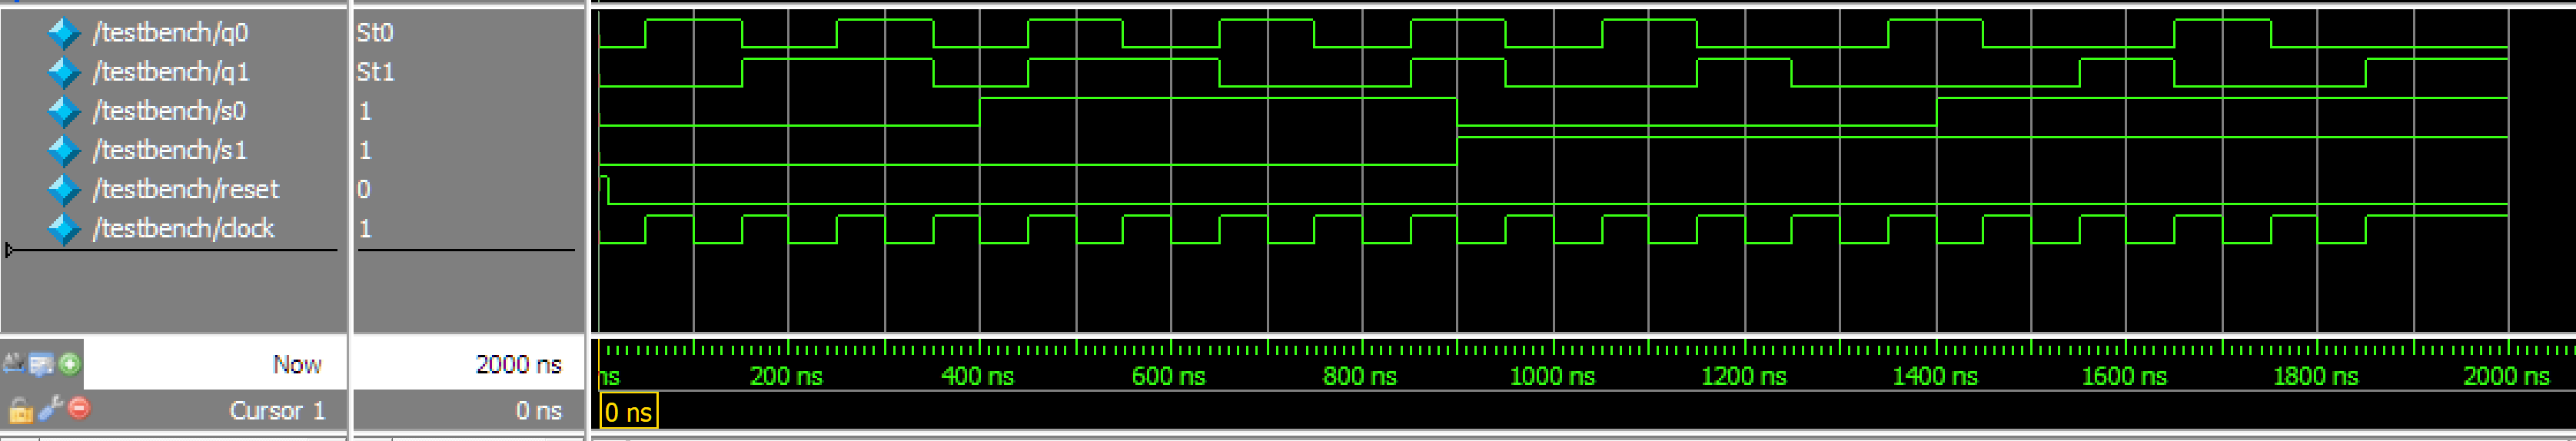 /testbench/q0 St0
/testbench/q1 St1
/testbench/s0 1
/testbench/s1 1
/testbench/reset 0
/testbench/clock 1
Now 2000 ns ns 200 ns 400 ns 600 ns 800 ns 1000 ns 1200 ns 1400 ns 1600 ns 1800 ns 2000 ns
Cursor 1 0 ns 0 ns